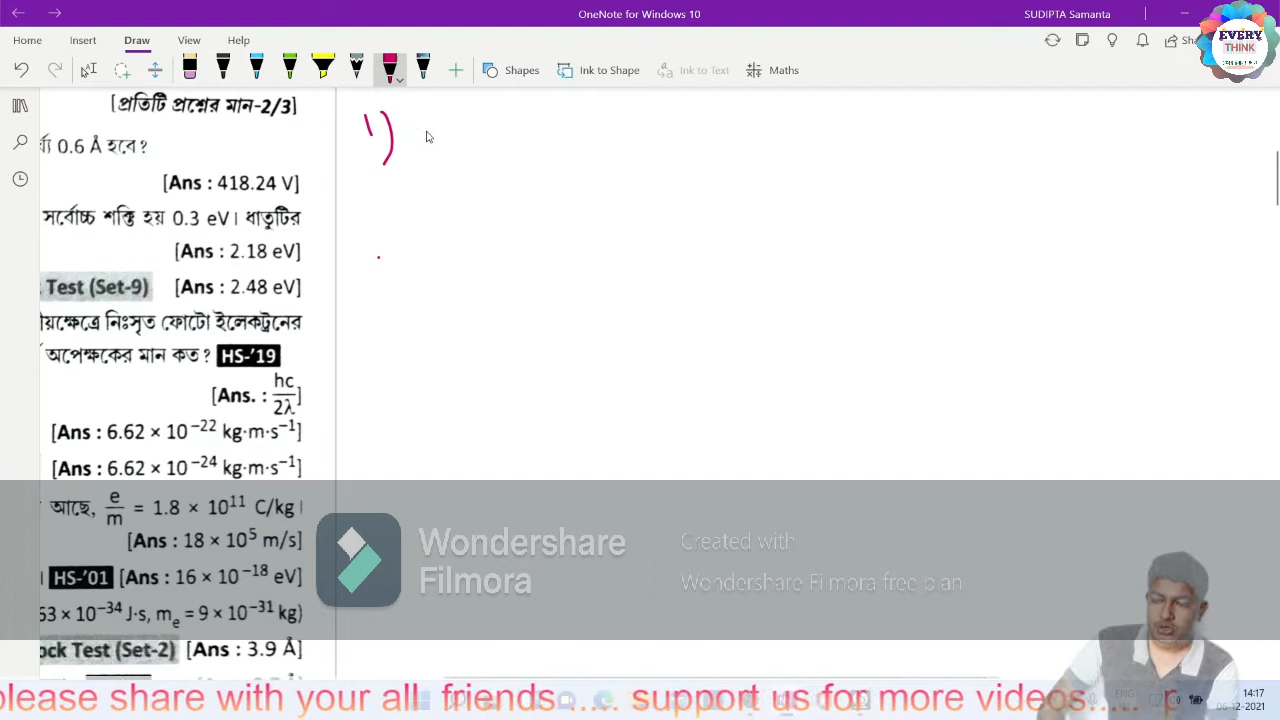 OneNote for Windows 10
SUDIPTA Samanta
Home Insert Draw View Help
EVERY
THINK
Shapes Ink to Shape Ink to Text Maths
[প্রতিটি প্রশ্নের মান-2/3]
1)
0.6 Å হবে?
[Ans : 418.24 V]
সর্বোচ্চ শক্তি হয় 0.3 eV। ধাতুটির
[Ans : 2.18 eV]
Test (Set-9) [Ans : 2.48 eV]
নিঃসৃত ফোটো ইলেকট্রনের
অপেক্ষকের মান কত? HS-'19
[Ans. : hc/2λ]
[Ans : 6.62 × 10⁻²² kg·m·s⁻¹]
[Ans : 6.62 × 10⁻²⁴ kg·m·s⁻¹]
আছে, e/m = 1.8 × 10¹¹ C/kg।
[Ans : 18 × 10⁵ m/s]
HS-'01 [Ans : 16 × 10⁻¹⁸ eV]
63 × 10⁻³⁴ J·s, mₑ = 9 × 10⁻³¹ kg)
ock Test (Set-2) [Ans : 3.9 Å]
Wondershare
Filmora
Created with
Wondershare Filmora free plan
please share with your all friends ..... support us for more videos.....
ENG
14:17
06-12-2021